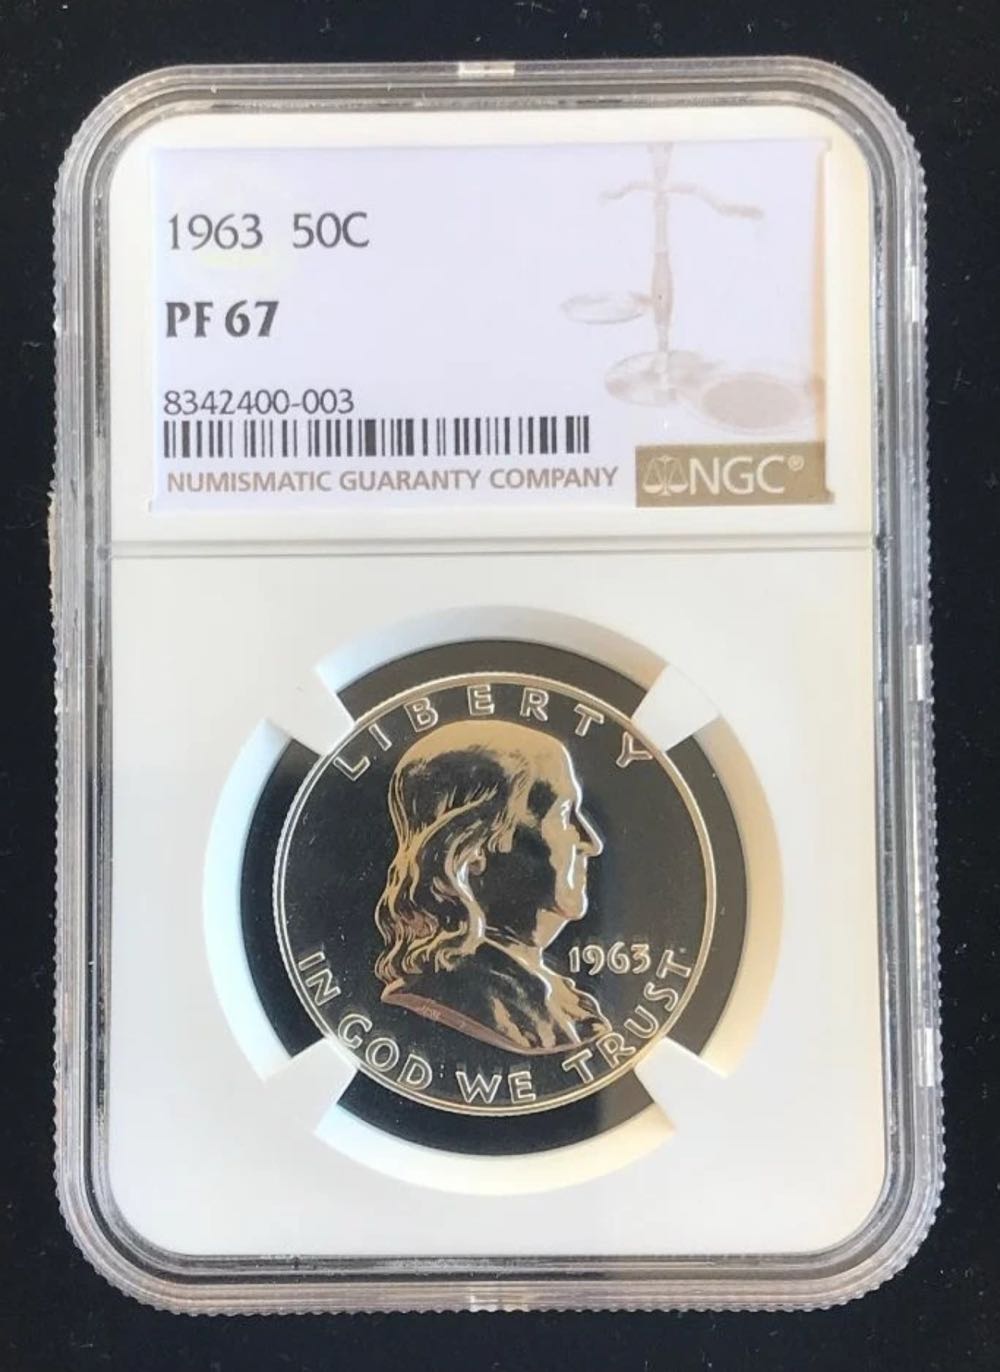 1963 50C
PF 67
8342400-003
NUMISMATIC GUARANTY COMPANY
NGC®
LIBERTY
1963
IN GOD WE TRUST